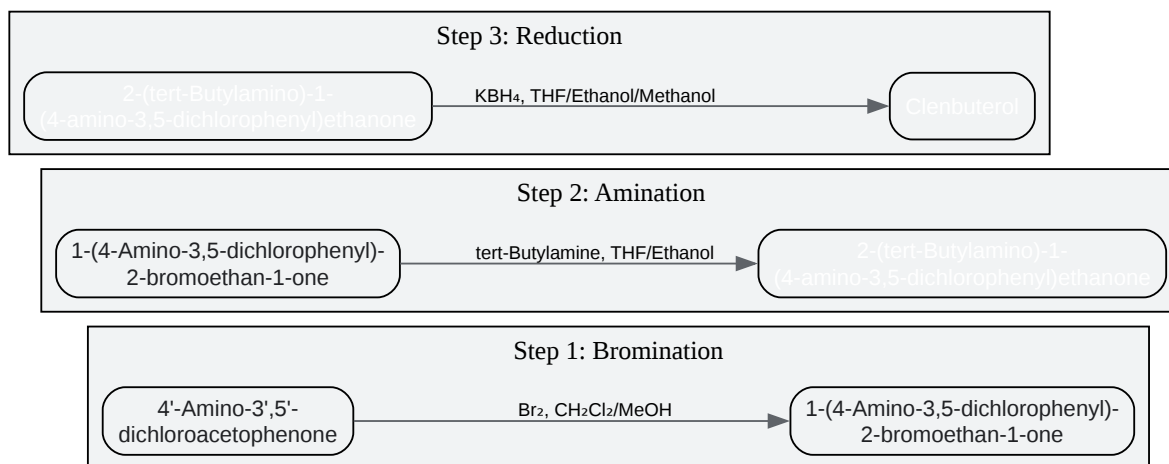 Step 3: Reduction
2-(tert-Butylamino)-1-
(4-amino-3,5-dichlorophenyl)ethanone
KBH₄, THF/Ethanol/Methanol
Clenbuterol
Step 2: Amination
1-(4-Amino-3,5-dichlorophenyl)-
2-bromoethan-1-one
tert-Butylamine, THF/Ethanol
2-(tert-Butylamino)-1-
(4-amino-3,5-dichlorophenyl)ethanone
Step 1: Bromination
4'-Amino-3',5'-
dichloroacetophenone
Br₂, CH₂Cl₂/MeOH
1-(4-Amino-3,5-dichlorophenyl)-
2-bromoethan-1-one